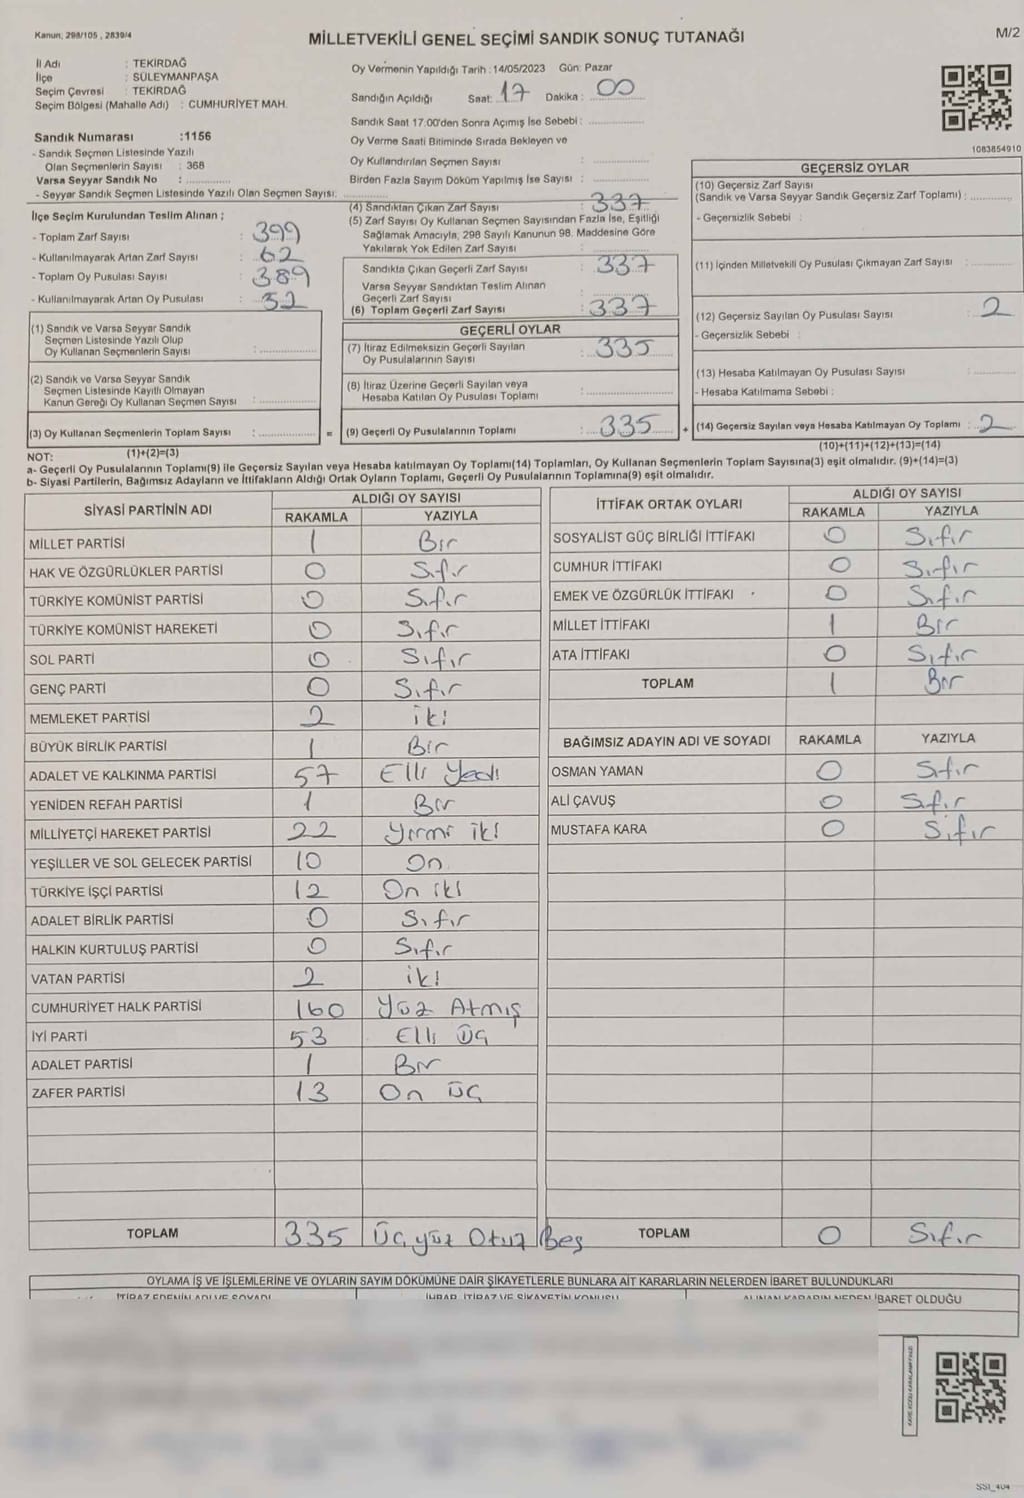 Kanun; 298/105 , 2839/4
MİLLETVEKİLİ GENEL SEÇİMİ SANDIK SONUÇ TUTANAĞI
M/2
İl Adı : TEKİRDAĞ
İlçe : SÜLEYMANPAŞA
Seçim Çevresi : TEKİRDAĞ
Seçim Bölgesi (Mahalle Adı) : CUMHURİYET MAH.
Sandık Numarası :1156
- Sandık Seçmen Listesinde Yazılı
Olan Seçmenlerin Sayısı : 368
Varsa Seyyar Sandık No :
- Seyyar Sandık Seçmen Listesinde Yazılı Olan Seçmen Sayısı:
İlçe Seçim Kurulundan Teslim Alınan ;
- Toplam Zarf Sayısı : 399
- Kullanılmayarak Artan Zarf Sayısı : 62
- Toplam Oy Pusulası Sayısı : 389
- Kullanılmayarak Artan Oy Pusulası : 52
(1) Sandık ve Varsa Seyyar Sandık
Seçmen Listesinde Yazılı Olup
Oy Kullanan Seçmenlerin Sayısı :
(2) Sandık ve Varsa Seyyar Sandık
Seçmen Listesinde Kayıtlı Olmayan
Kanun Gereği Oy Kullanan Seçmen Sayısı :
(3) Oy Kullanan Seçmenlerin Toplam Sayısı :
(1)+(2)=(3)
Oy Vermenin Yapıldığı Tarih : 14/05/2023 Gün: Pazar
Sandığın Açıldığı Saat: 17 Dakika : 00
Sandık Saat 17.00'den Sonra Açımış İse Sebebi :
Oy Verme Saati Bitiminde Sırada Bekleyen ve
Oy Kullandırılan Seçmen Sayısı :
Birden Fazla Sayım Döküm Yapılmış İse Sayısı :
(4) Sandıktan Çıkan Zarf Sayısı : 337
(5) Zarf Sayısı Oy Kullanan Seçmen Sayısından Fazla İse, Eşitliği
Sağlamak Amacıyla, 298 Sayılı Kanunun 98. Maddesine Göre
Yakılarak Yok Edilen Zarf Sayısı :
Sandıkta Çıkan Geçerli Zarf Sayısı : 337
Varsa Seyyar Sandıktan Teslim Alınan
Geçerli Zarf Sayısı :
(6) Toplam Geçerli Zarf Sayısı : 337
GEÇERLİ OYLAR
(7) İtiraz Edilmeksizin Geçerli Sayılan
Oy Pusulalarının Sayısı : 335
(8) İtiraz Üzerine Geçerli Sayılan veya
Hesaba Katılan Oy Pusulası Toplamı :
= (9) Geçerli Oy Pusulalarının Toplamı : 335 +
1083854910
GEÇERSİZ OYLAR
(10) Geçersiz Zarf Sayısı
(Sandık ve Varsa Seyyar Sandık Geçersiz Zarf Toplamı) :
- Geçersizlik Sebebi :
(11) İçinden Milletvekili Oy Pusulası Çıkmayan Zarf Sayısı :
(12) Geçersiz Sayılan Oy Pusulası Sayısı : 2
- Geçersizlik Sebebi :
(13) Hesaba Katılmayan Oy Pusulası Sayısı :
- Hesaba Katılmama Sebebi :
(14) Geçersiz Sayılan veya Hesaba Katılmayan Oy Toplamı : 2
(10)+(11)+(12)+(13)=(14)
NOT:
a- Geçerli Oy Pusulalarının Toplamı(9) ile Geçersiz Sayılan veya Hesaba katılmayan Oy Toplamı(14) Toplamları, Oy Kullanan Seçmenlerin Toplam Sayısına(3) eşit olmalıdır. (9)+(14)=(3)
b- Siyasi Partilerin, Bağımsız Adayların ve İttifakların Aldığı Ortak Oyların Toplamı, Geçerli Oy Pusulalarının Toplamına(9) eşit olmalıdır.
SİYASİ PARTİNİN ADI ALDIĞI OY SAYISI
RAKAMLA YAZIYLA
MİLLET PARTİSİ 1 Bir
HAK VE ÖZGÜRLÜKLER PARTİSİ 0 Sıfır
TÜRKİYE KOMÜNİST PARTİSİ 0 Sıfır
TÜRKİYE KOMÜNİST HAREKETİ 0 Sıfır
SOL PARTİ 0 Sıfır
GENÇ PARTİ 0 Sıfır
MEMLEKET PARTİSİ 2 iki
BÜYÜK BİRLİK PARTİSİ 1 Bir
ADALET VE KALKINMA PARTİSİ 57 Elli Yedi
YENİDEN REFAH PARTİSİ 1 Bir
MİLLİYETÇİ HAREKET PARTİSİ 22 Yirmi iki
YEŞİLLER VE SOL GELECEK PARTİSİ 10 On
TÜRKİYE İŞÇİ PARTİSİ 12 On iki
ADALET BİRLİK PARTİSİ 0 Sıfır
HALKIN KURTULUŞ PARTİSİ 0 Sıfır
VATAN PARTİSİ 2 iki
CUMHURİYET HALK PARTİSİ 160 Yüz Atmış
İYİ PARTİ 53 Elli Üç
ADALET PARTİSİ 1 Bir
ZAFER PARTİSİ 13 On Üç
TOPLAM 335 Üçyüz Otuz Beş
İTTİFAK ORTAK OYLARI ALDIĞI OY SAYISI
RAKAMLA YAZIYLA
SOSYALİST GÜÇ BİRLİĞİ İTTİFAKI 0 Sıfır
CUMHUR İTTİFAKI 0 Sıfır
EMEK VE ÖZGÜRLÜK İTTİFAKI 0 Sıfır
MİLLET İTTİFAKI 1 Bir
ATA İTTİFAKI 0 Sıfır
TOPLAM 1 Bir
BAĞIMSIZ ADAYIN ADI VE SOYADI RAKAMLA YAZIYLA
OSMAN YAMAN 0 Sıfır
ALİ ÇAVUŞ 0 Sıfır
MUSTAFA KARA 0 Sıfır
TOPLAM 0 Sıfır
OYLAMA İŞ VE İŞLEMLERİNE VE OYLARIN SAYIM DÖKÜMÜNE DAİR ŞİKAYETLERLE BUNLARA AİT KARARLARIN NELERDEN İBARET BULUNDUKLARI
İTİRAZ EDENİN ADI VE SOYADI İHBAR, İTİRAZ VE ŞİKAYETİN KONUSU ALINAN KARARIN NEDEN İBARET OLDUĞU
SSI_404